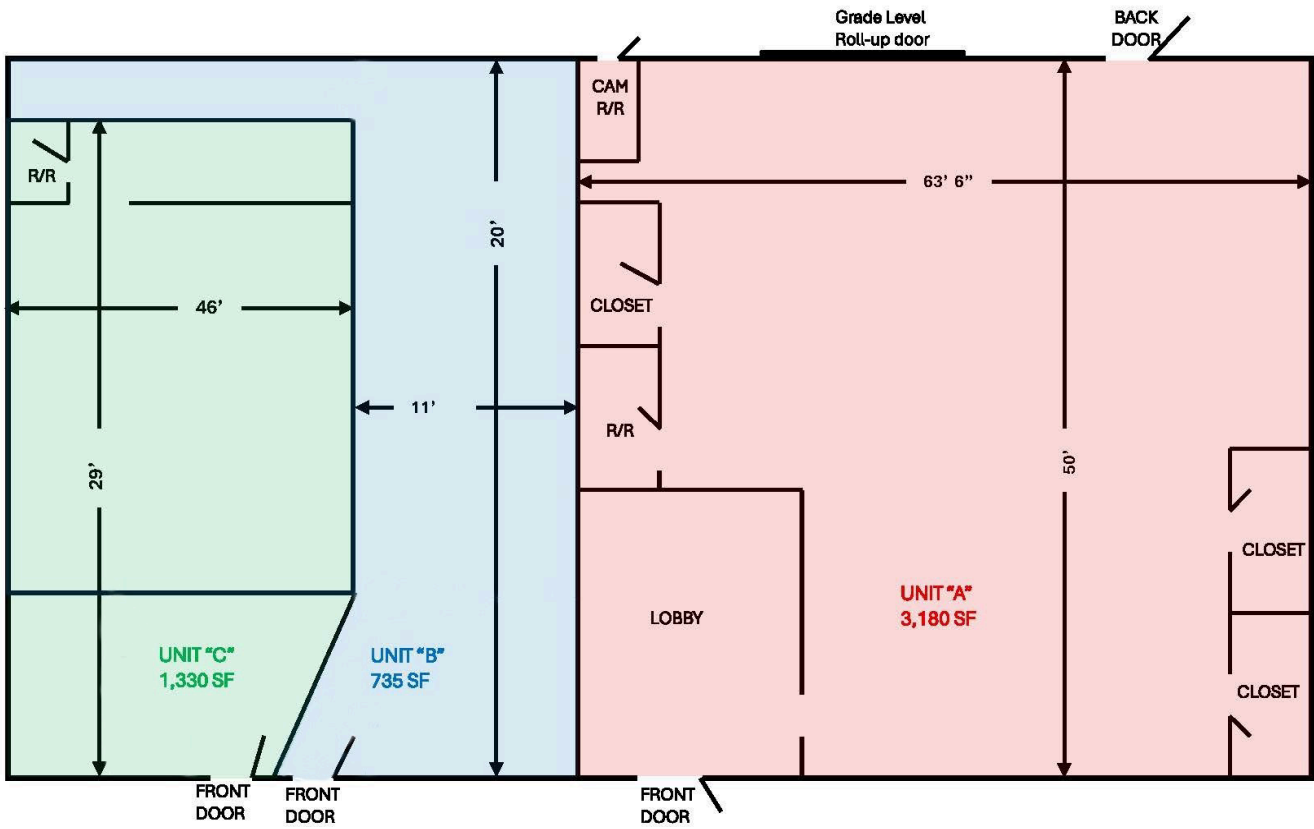 Grade Level
Roll-up door
BACK
DOOR
CAM
R/R
R/R
63' 6"
20'
46'
CLOSET
11'
R/R
29'
50'
CLOSET
UNIT "A"
3,180 SF
LOBBY
UNIT "C"
1,330 SF
UNIT "B"
735 SF
CLOSET
FRONT
DOOR
FRONT
DOOR
FRONT
DOOR